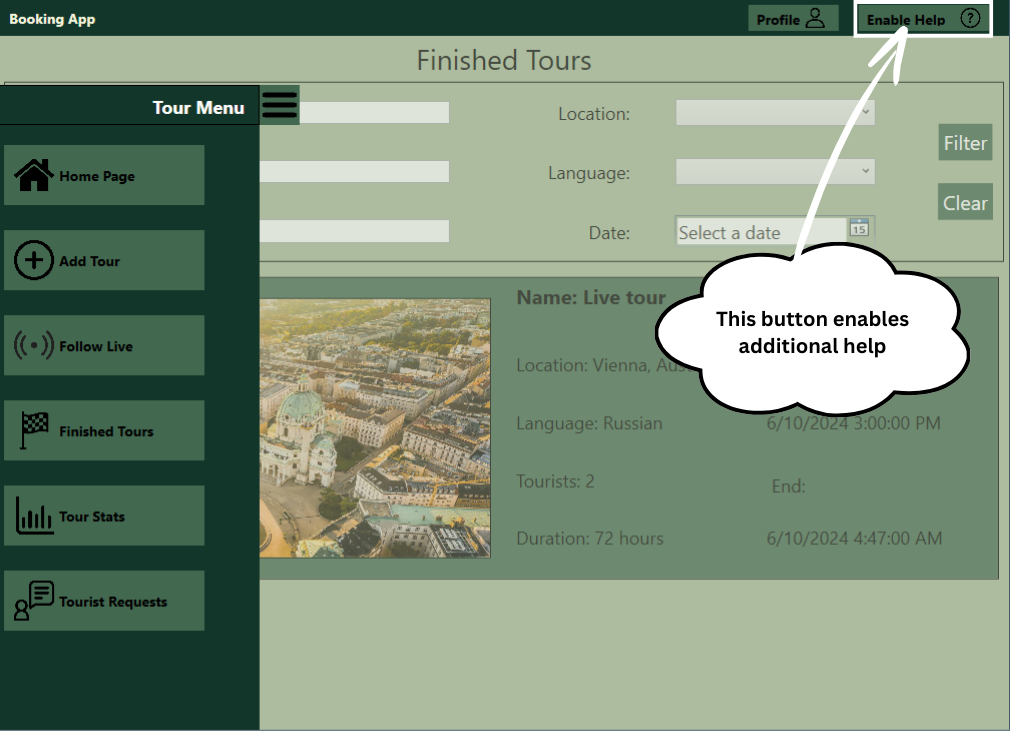 Booking App
Profile
Enable Help
Finished Tours
Tour Menu
Location:
Filter
Language:
Clear
Date:
Select a date
15
Home Page
Add Tour
Follow Live
Finished Tours
Tour Stats
Tourist Requests
Name: Live tour
This button enables
additional help
Location: Vienna,
Language: Russian
6/10/2024 3:00:00 PM
Tourists: 2
End:
Duration: 72 hours
6/10/2024 4:47:00 AM